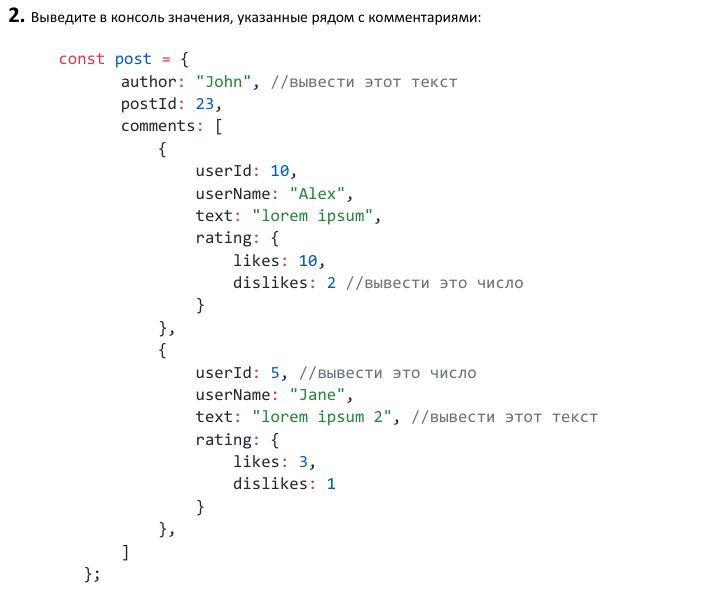 2. Выведите в консоль значения, указанные рядом с комментариями:
const post = {
author: "John", //вывести этот текст
postId: 23,
comments: [
{
userId: 10,
userName: "Alex",
text: "lorem ipsum",
rating: {
likes: 10,
dislikes: 2 //вывести это число
}
},
{
userId: 5, //вывести это число
userName: "Jane",
text: "lorem ipsum 2", //вывести этот текст
rating: {
likes: 3,
dislikes: 1
}
},
]
};